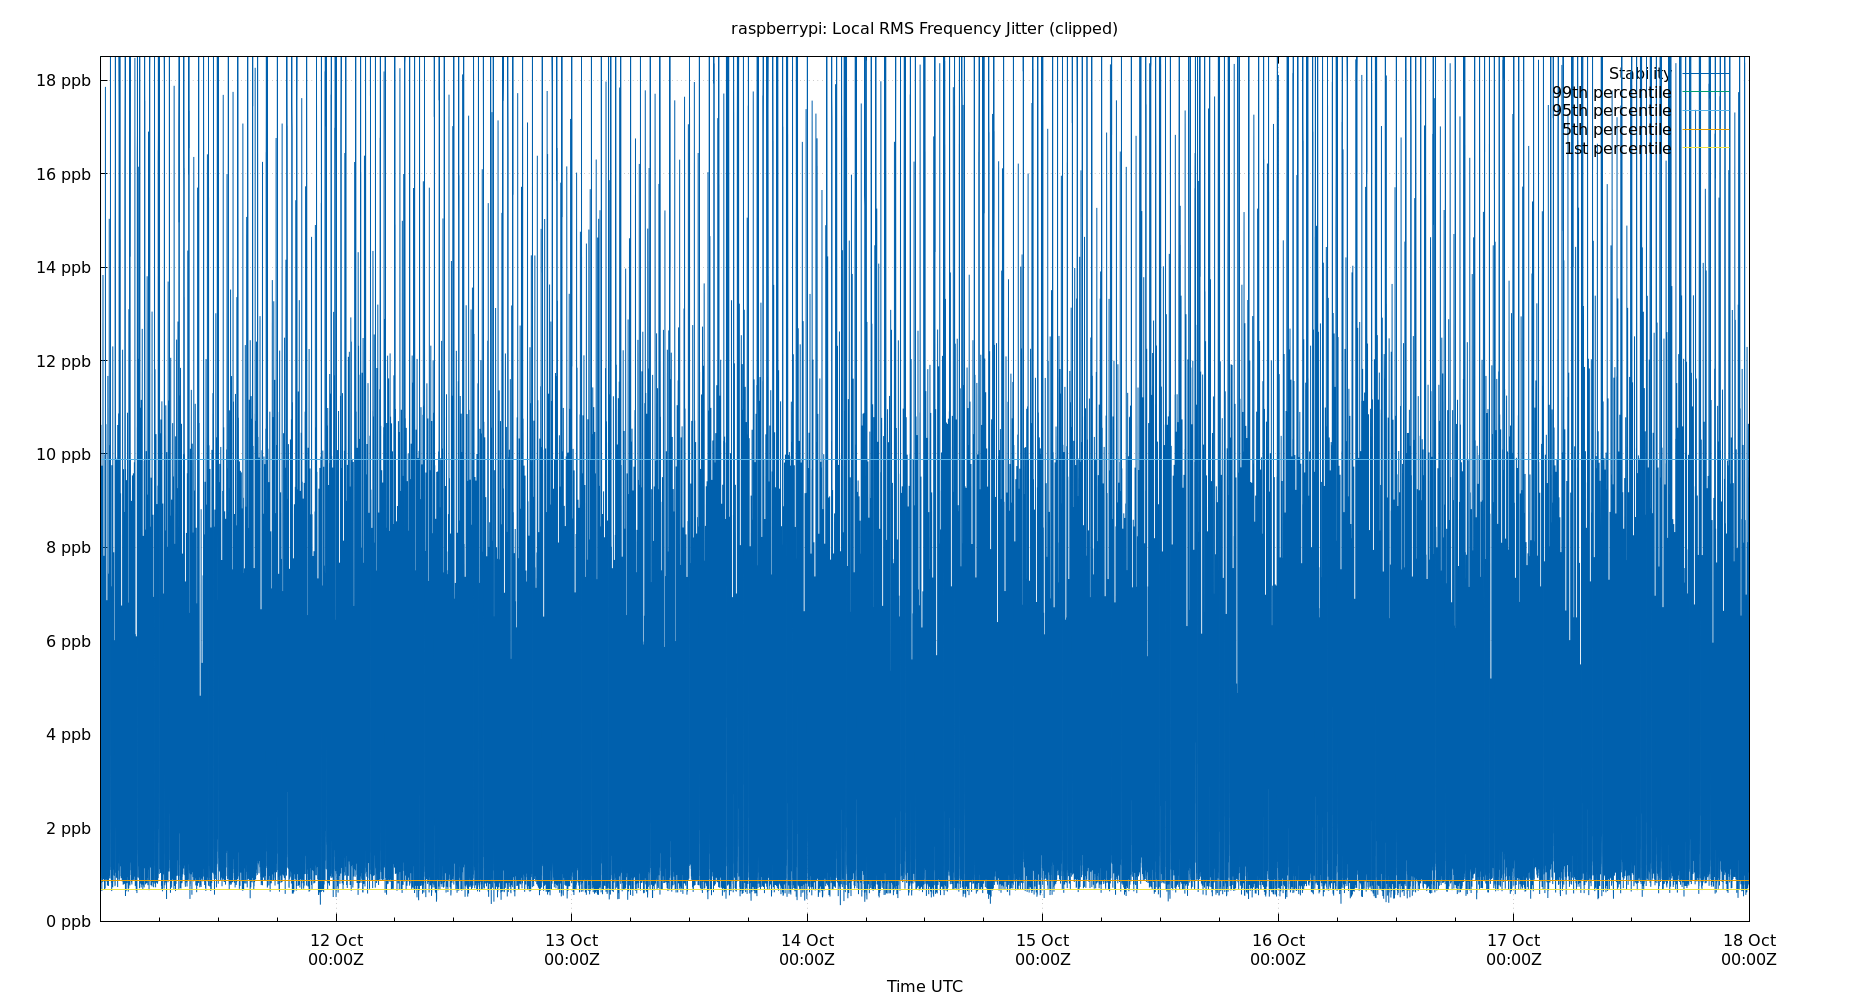 raspberrypi: Local RMS Frequency Jitter (clipped)
18 ppb
16 ppb
14 ppb
12 ppb
10 ppb
8 ppb
6 ppb
4 ppb
2 ppb
0 ppb
Stability
99th percentile
95th percentile
5th percentile
1st percentile
12 Oct
00:00Z
13 Oct
00:00Z
14 Oct
00:00Z
15 Oct
00:00Z
16 Oct
00:00Z
17 Oct
00:00Z
18 Oct
00:00Z
Time UTC